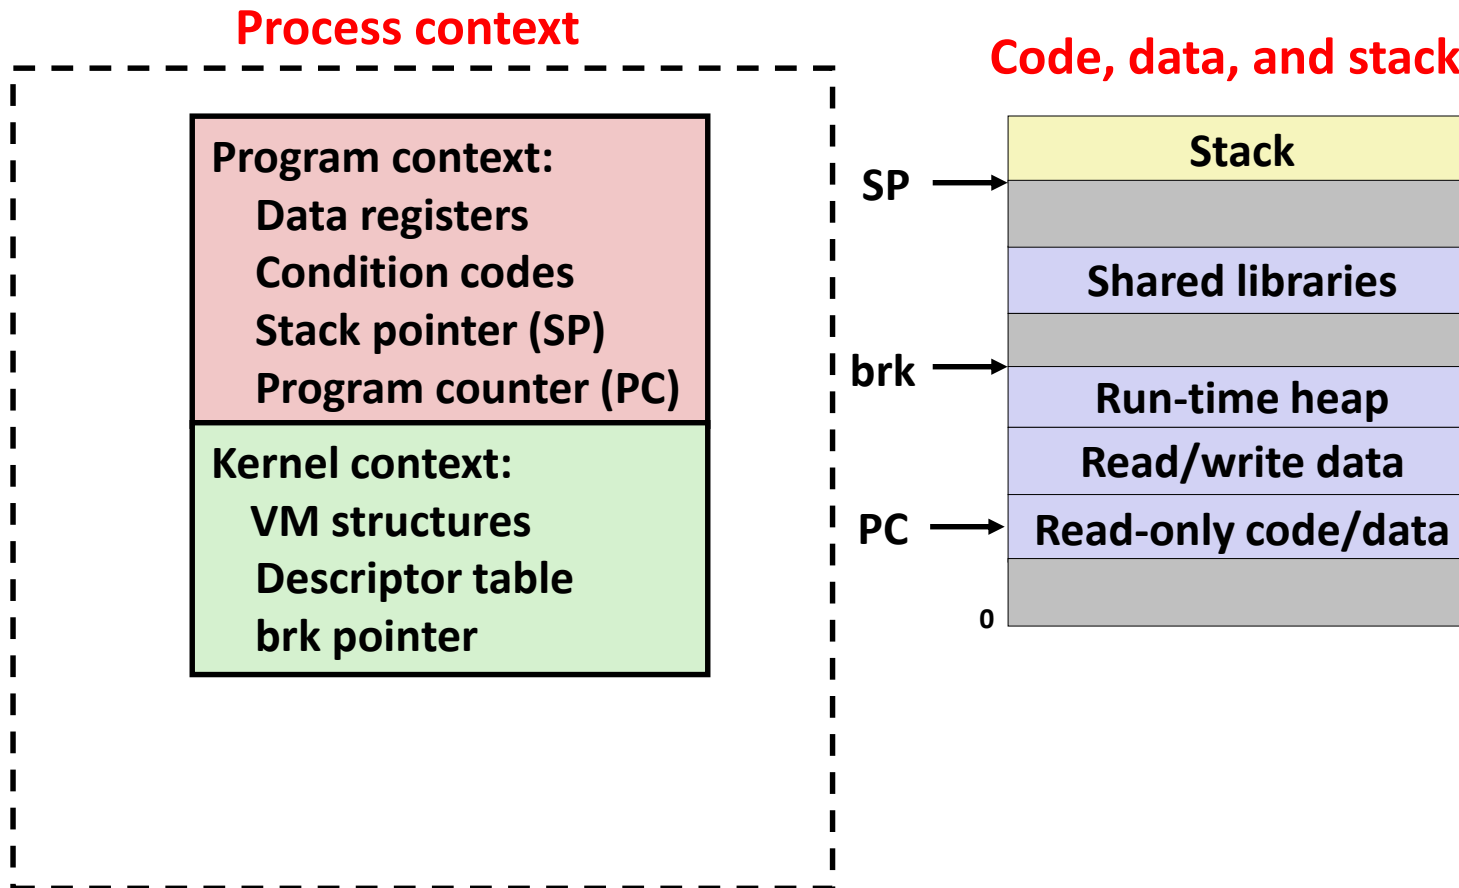 Process context
Program context:
Data registers
Condition codes
Stack pointer (SP)
Program counter (PC)
Kernel context:
VM structures
Descriptor table
brk pointer
Code, data, and stack
Stack
SP
Shared libraries
brk
Run-time heap
Read/write data
PC
Read-only code/data
0